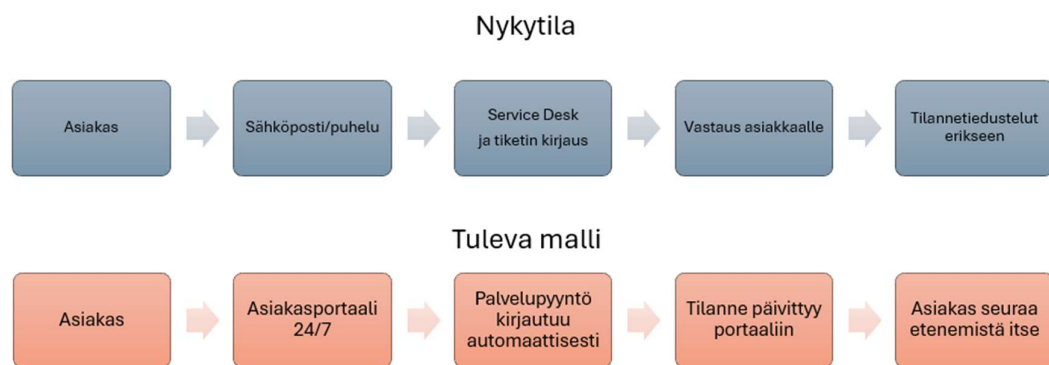 Nykytila
Asiakas
Sähköposti/puhelu
Service Desk
ja tiketin kirjaus
Vastaus asiakkaalle
Tilannetiedustelut
erikseen
Tuleva malli
Asiakas
Asiakasportaali
24/7
Palvelupyyntö
kirjautuu
automaattisesti
Tilanne päivittyy
portaaliin
Asiakas seuraa
etenemistä itse